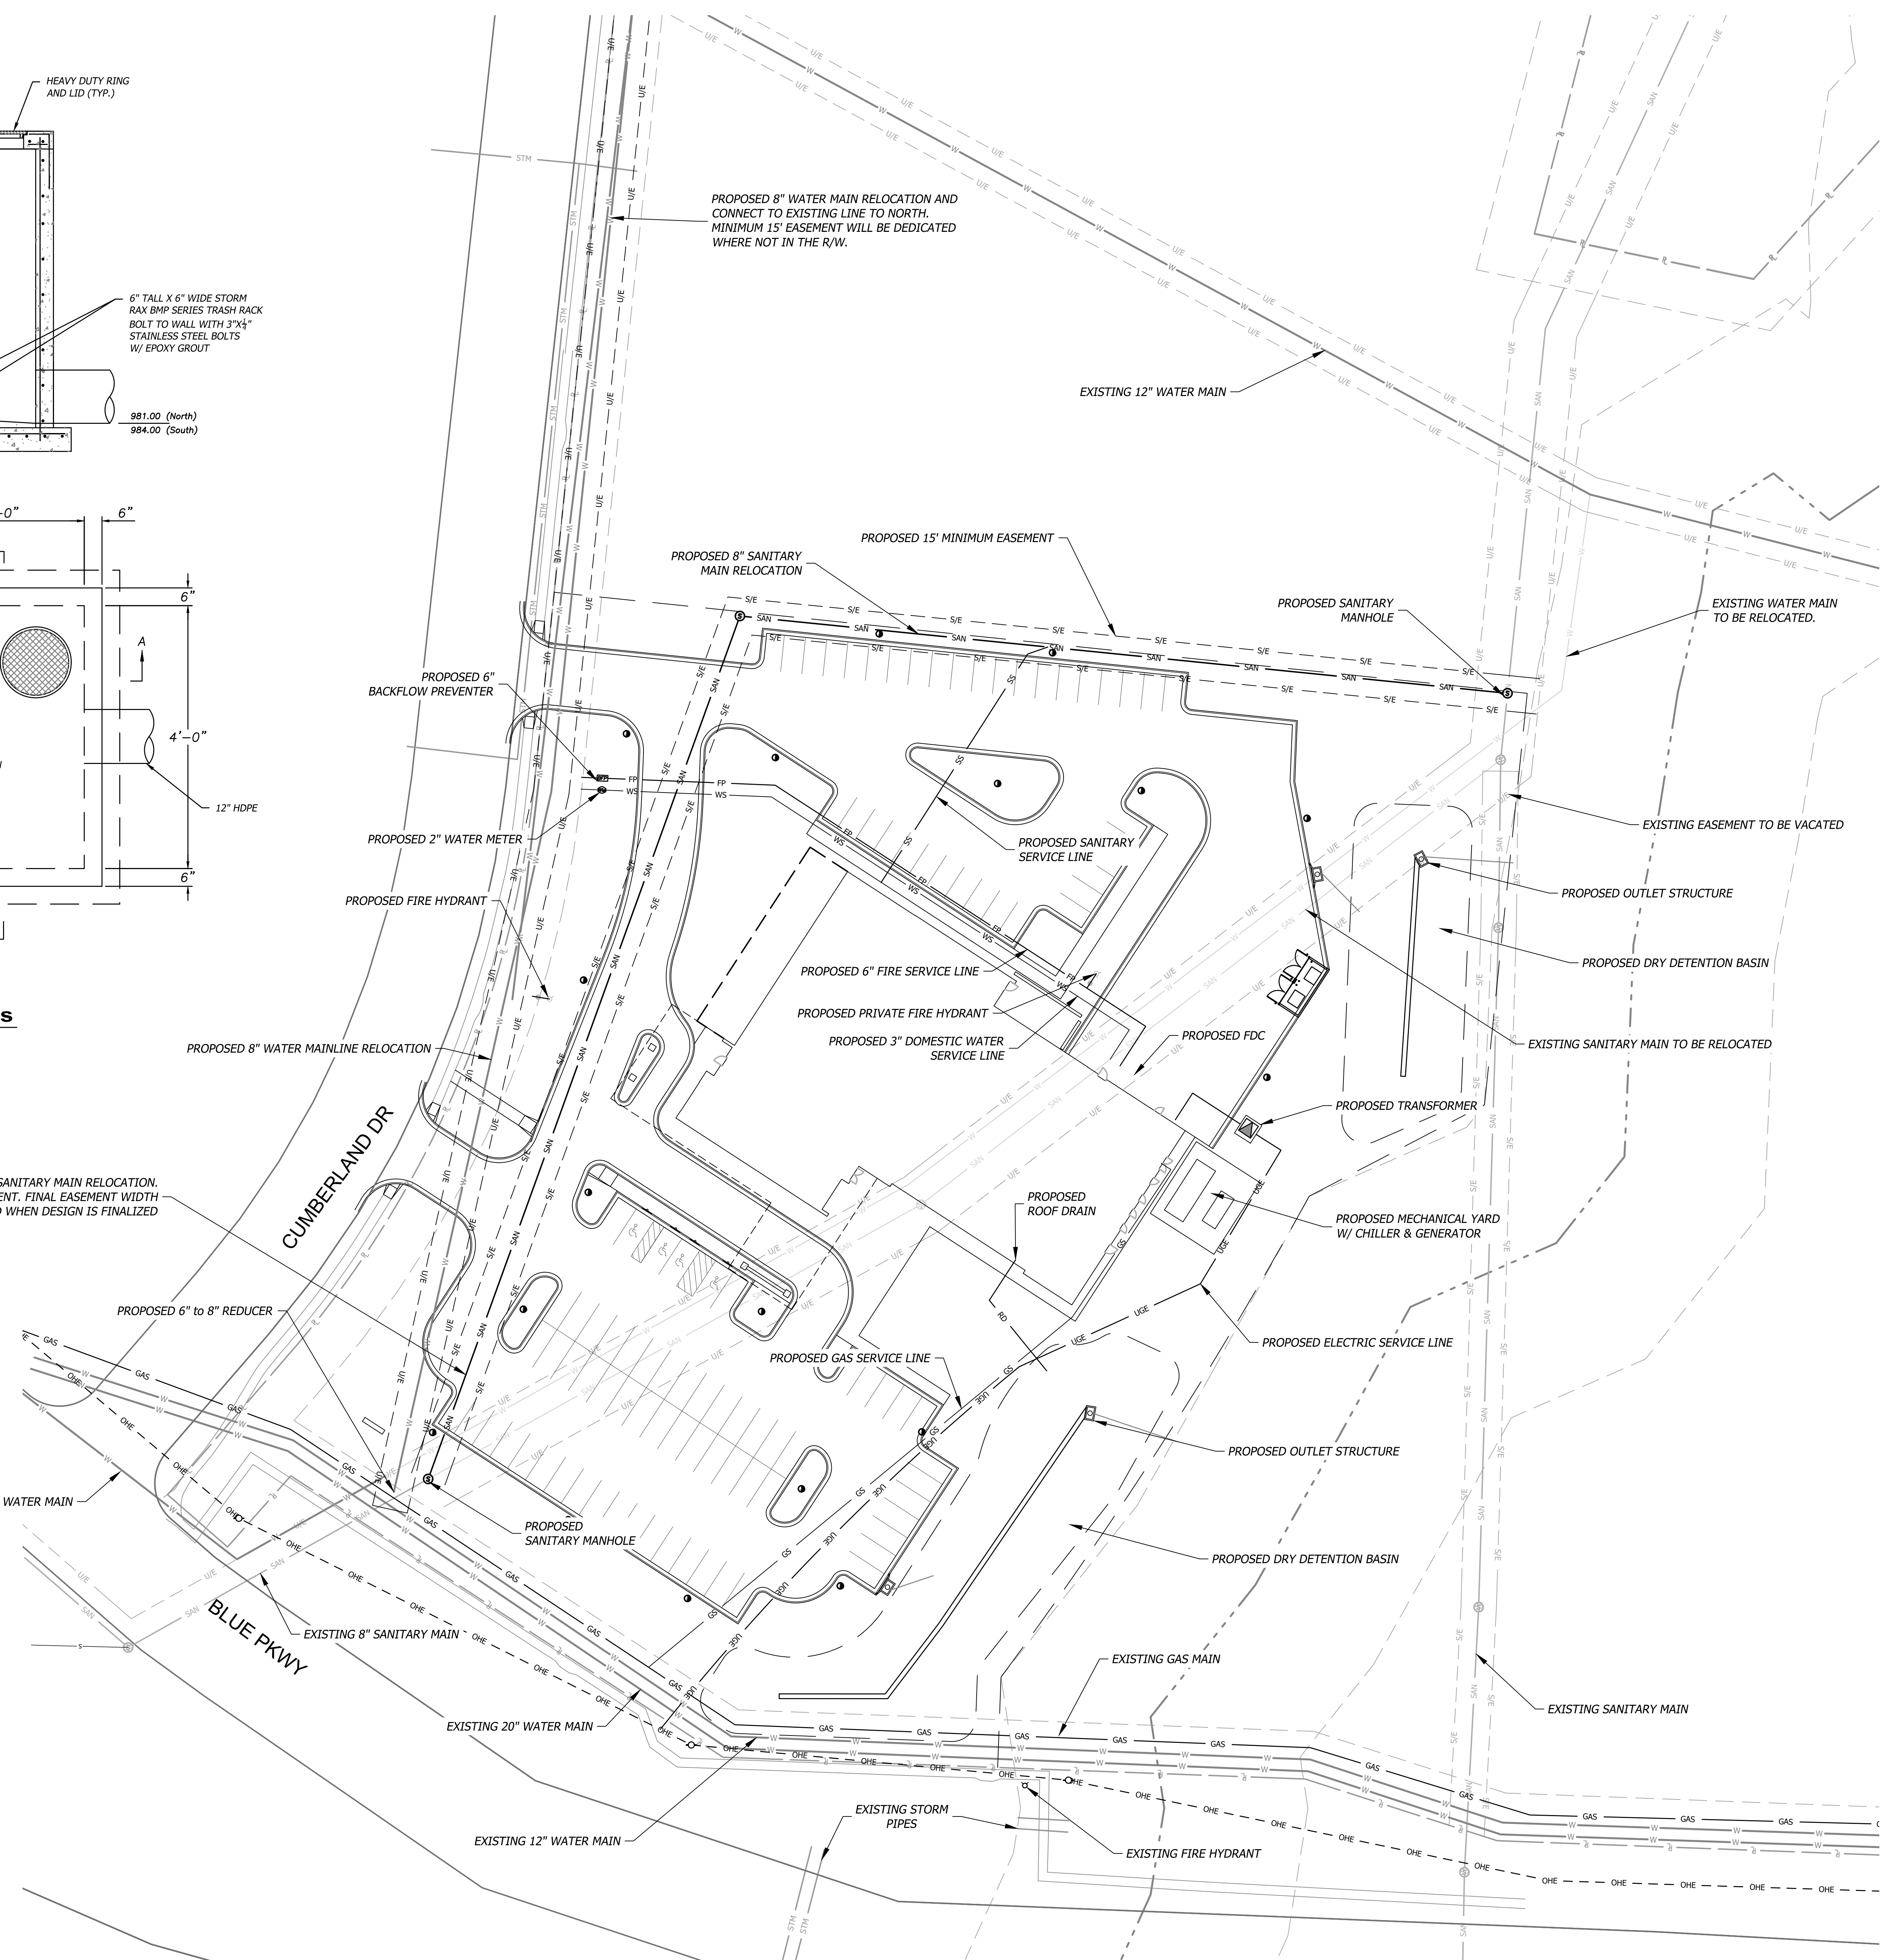 HEAVY DUTY RING
AND LID (TYP.)
6" TALL X 6" WIDE STORM
RAX BMP SERIES TRASH RACK
BOLT TO WALL WITH 3"X¼"
STAINLESS STEEL BOLTS
W/ EPOXY GROUT
981.00 (North)
984.00 (South)
-0"
6"
6"
A
4'-0"
12" HDPE
6"
s
PROPOSED 8" WATER MAIN RELOCATION AND
CONNECT TO EXISTING LINE TO NORTH.
MINIMUM 15' EASEMENT WILL BE DEDICATED
WHERE NOT IN THE R/W.
EXISTING 12" WATER MAIN
PROPOSED 15' MINIMUM EASEMENT
PROPOSED 8" SANITARY
MAIN RELOCATION
PROPOSED SANITARY
MANHOLE
EXISTING WATER MAIN
TO BE RELOCATED.
PROPOSED 6"
BACKFLOW PREVENTER
PROPOSED 2" WATER METER
PROPOSED SANITARY
SERVICE LINE
EXISTING EASEMENT TO BE VACATED
PROPOSED FIRE HYDRANT
PROPOSED OUTLET STRUCTURE
PROPOSED 6" FIRE SERVICE LINE
PROPOSED DRY DETENTION BASIN
PROPOSED PRIVATE FIRE HYDRANT
PROPOSED 3" DOMESTIC WATER
SERVICE LINE
PROPOSED FDC
EXISTING SANITARY MAIN TO BE RELOCATED
PROPOSED 8" WATER MAINLINE RELOCATION
PROPOSED TRANSFORMER
CUMBERLAND DR
SANITARY MAIN RELOCATION.
ENT. FINAL EASEMENT WIDTH
WHEN DESIGN IS FINALIZED
PROPOSED
ROOF DRAIN
PROPOSED MECHANICAL YARD
W/ CHILLER & GENERATOR
PROPOSED 6" to 8" REDUCER
PROPOSED GAS SERVICE LINE
PROPOSED ELECTRIC SERVICE LINE
PROPOSED OUTLET STRUCTURE
WATER MAIN
PROPOSED
SANITARY MANHOLE
PROPOSED DRY DETENTION BASIN
BLUE PKWY
EXISTING 8" SANITARY MAIN
EXISTING GAS MAIN
EXISTING 20" WATER MAIN
EXISTING SANITARY MAIN
EXISTING STORM
PIPES
EXISTING 12" WATER MAIN
EXISTING FIRE HYDRANT
STM
U/E
W
SAN
S/E
SS
FP
WS
GS
UGE
RD
GAS
OHE